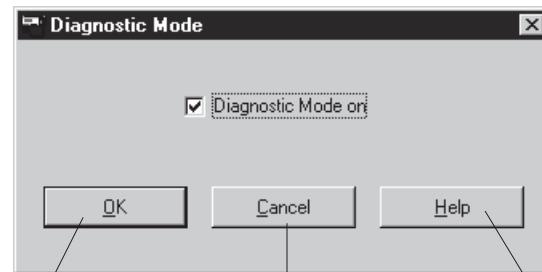 Diagnostic Mode
Diagnostic Mode on
OK
Cancel
Help